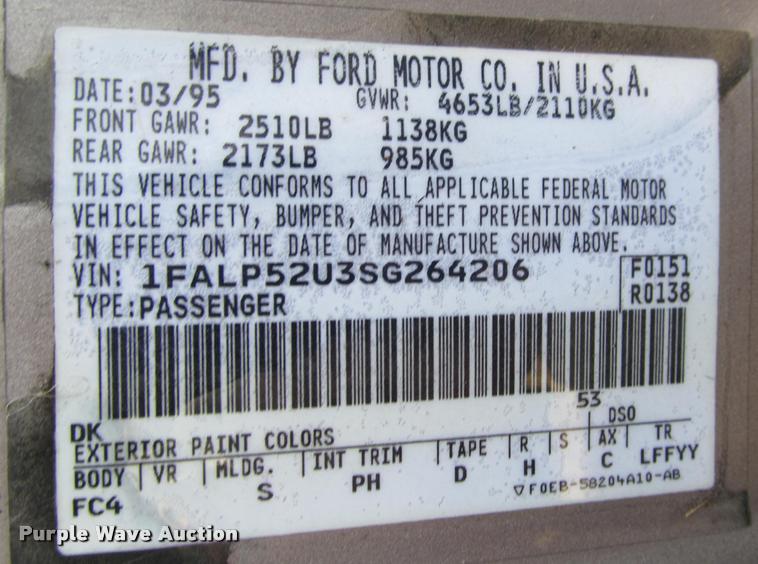 MFD. BY FORD MOTOR CO. IN U.S.A.
DATE: 03/95 GVWR: 4653LB/2110KG
FRONT GAWR: 2510LB 1138KG
REAR GAWR: 2173LB 985KG
THIS VEHICLE CONFORMS TO ALL APPLICABLE FEDERAL MOTOR
VEHICLE SAFETY, BUMPER, AND THEFT PREVENTION STANDARDS
IN EFFECT ON THE DATE OF MANUFACTURE SHOWN ABOVE.
VIN: 1FALP52U3SG264206 F0151
TYPE: PASSENGER R0138
53
DK DSO
EXTERIOR PAINT COLORS
BODY VR MLDG. INT TRIM TAPE R S AX TR
FC4 S PH D H C LFFYY
▽ F0EB-58204A10-AB
Purple Wave Auction